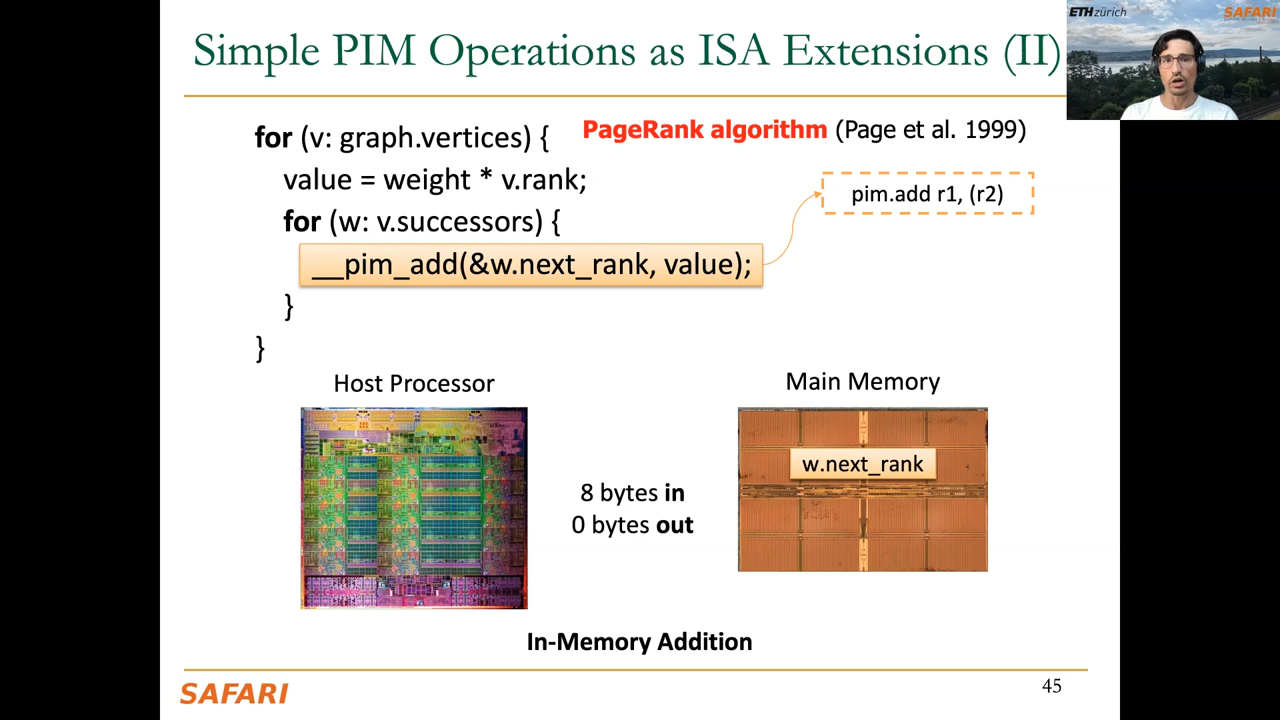 Simple PIM Operations as ISA Extensions (II)
ETH zürich
SAFARI
for (v: graph.vertices) {
PageRank algorithm (Page et al. 1999)
value = weight * v.rank;
pim.add r1, (r2)
for (w: v.successors) {
__pim_add(&w.next_rank, value);
}
}
Host Processor
Main Memory
w.next_rank
8 bytes in
0 bytes out
In-Memory Addition
SAFARI
45